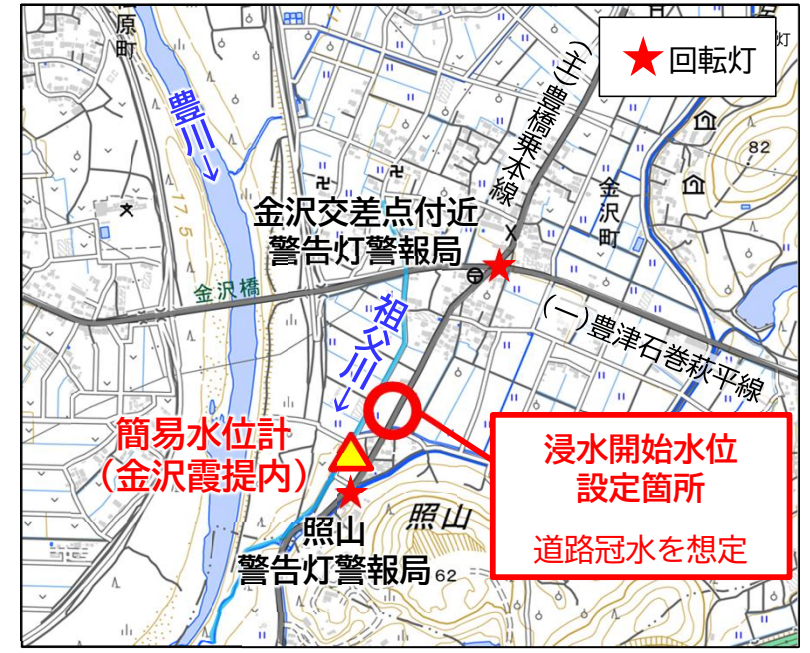 原町
豊川→
★回転灯
灯
(主)豊橋乗本線
82
金沢町
17.5
金沢交差点付近
警告灯警報局
金沢橋
祖父川→
(一)豊津石巻萩平線
簡易水位計
(金沢霞提内)
浸水開始水位
設定箇所
道路冠水を想定
照山
警告灯警報局
照山
62